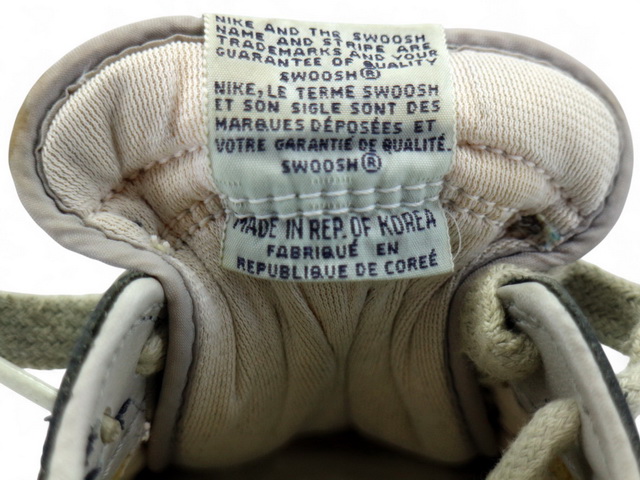 NIKE AND THE SWOOSH
NAME AND STRIPE ARE
TRADEMARKS AND YOUR
GUARANTEE OF QUALITY
SWOOSH®
NIKE, LE TERME SWOOSH
ET SON SIGLE SONT DES
MARQUES DÉPOSÉES ET
VOTRE GARANTIE DE QUALITÉ.
SWOOSH®
MADE IN REP. OF KOREA
FABRIQUÉ EN
REPUBLIQUE DE COREÉ